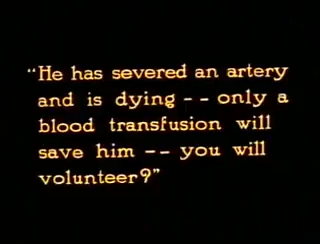 "He has severed an artery
and is dying -- only a
blood transfusion will
save him -- you will
volunteer?"